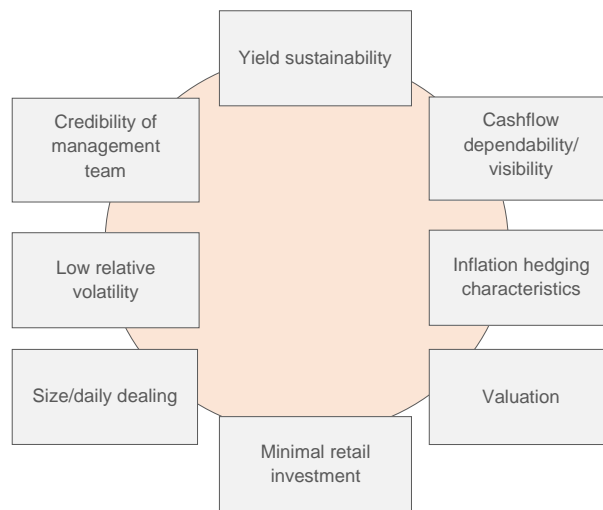 Yield sustainability
Credibility of
management
team
Cashflow
dependability/
visibility
Low relative
volatility
Inflation hedging
characteristics
Size/daily dealing
Valuation
Minimal retail
investment